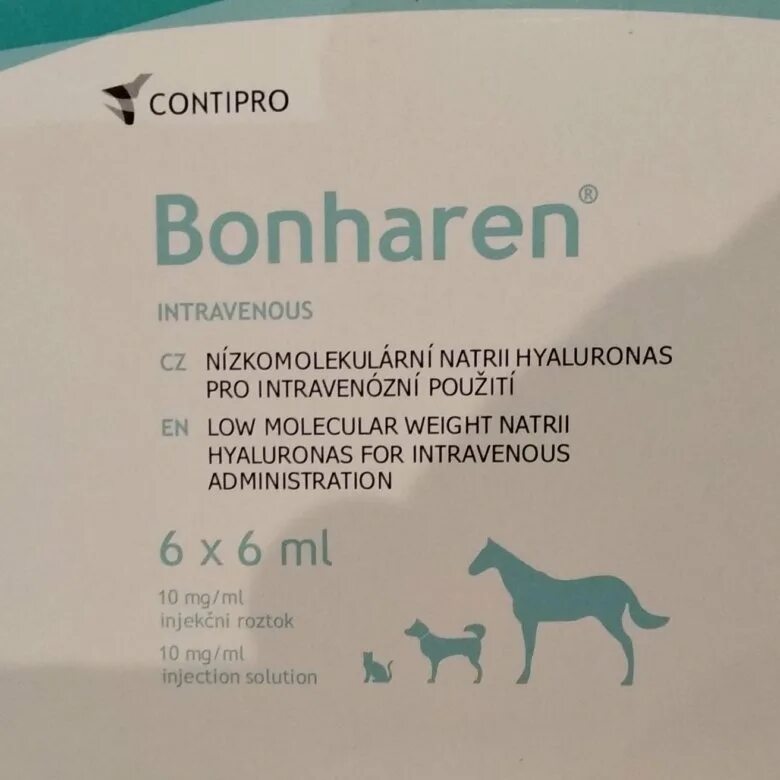 CONTIPRO
Bonharen®
INTRAVENOUS
CZ NÍZKOMOLEKULÁRNÍ NATRII HYALURONAS
PRO INTRAVENÓZNÍ POUŽITÍ
EN LOW MOLECULAR WEIGHT NATRII
HYALURONAS FOR INTRAVENOUS
ADMINISTRATION
6 x 6 ml
10 mg/ml
injekční roztok
10 mg/ml
injection solution